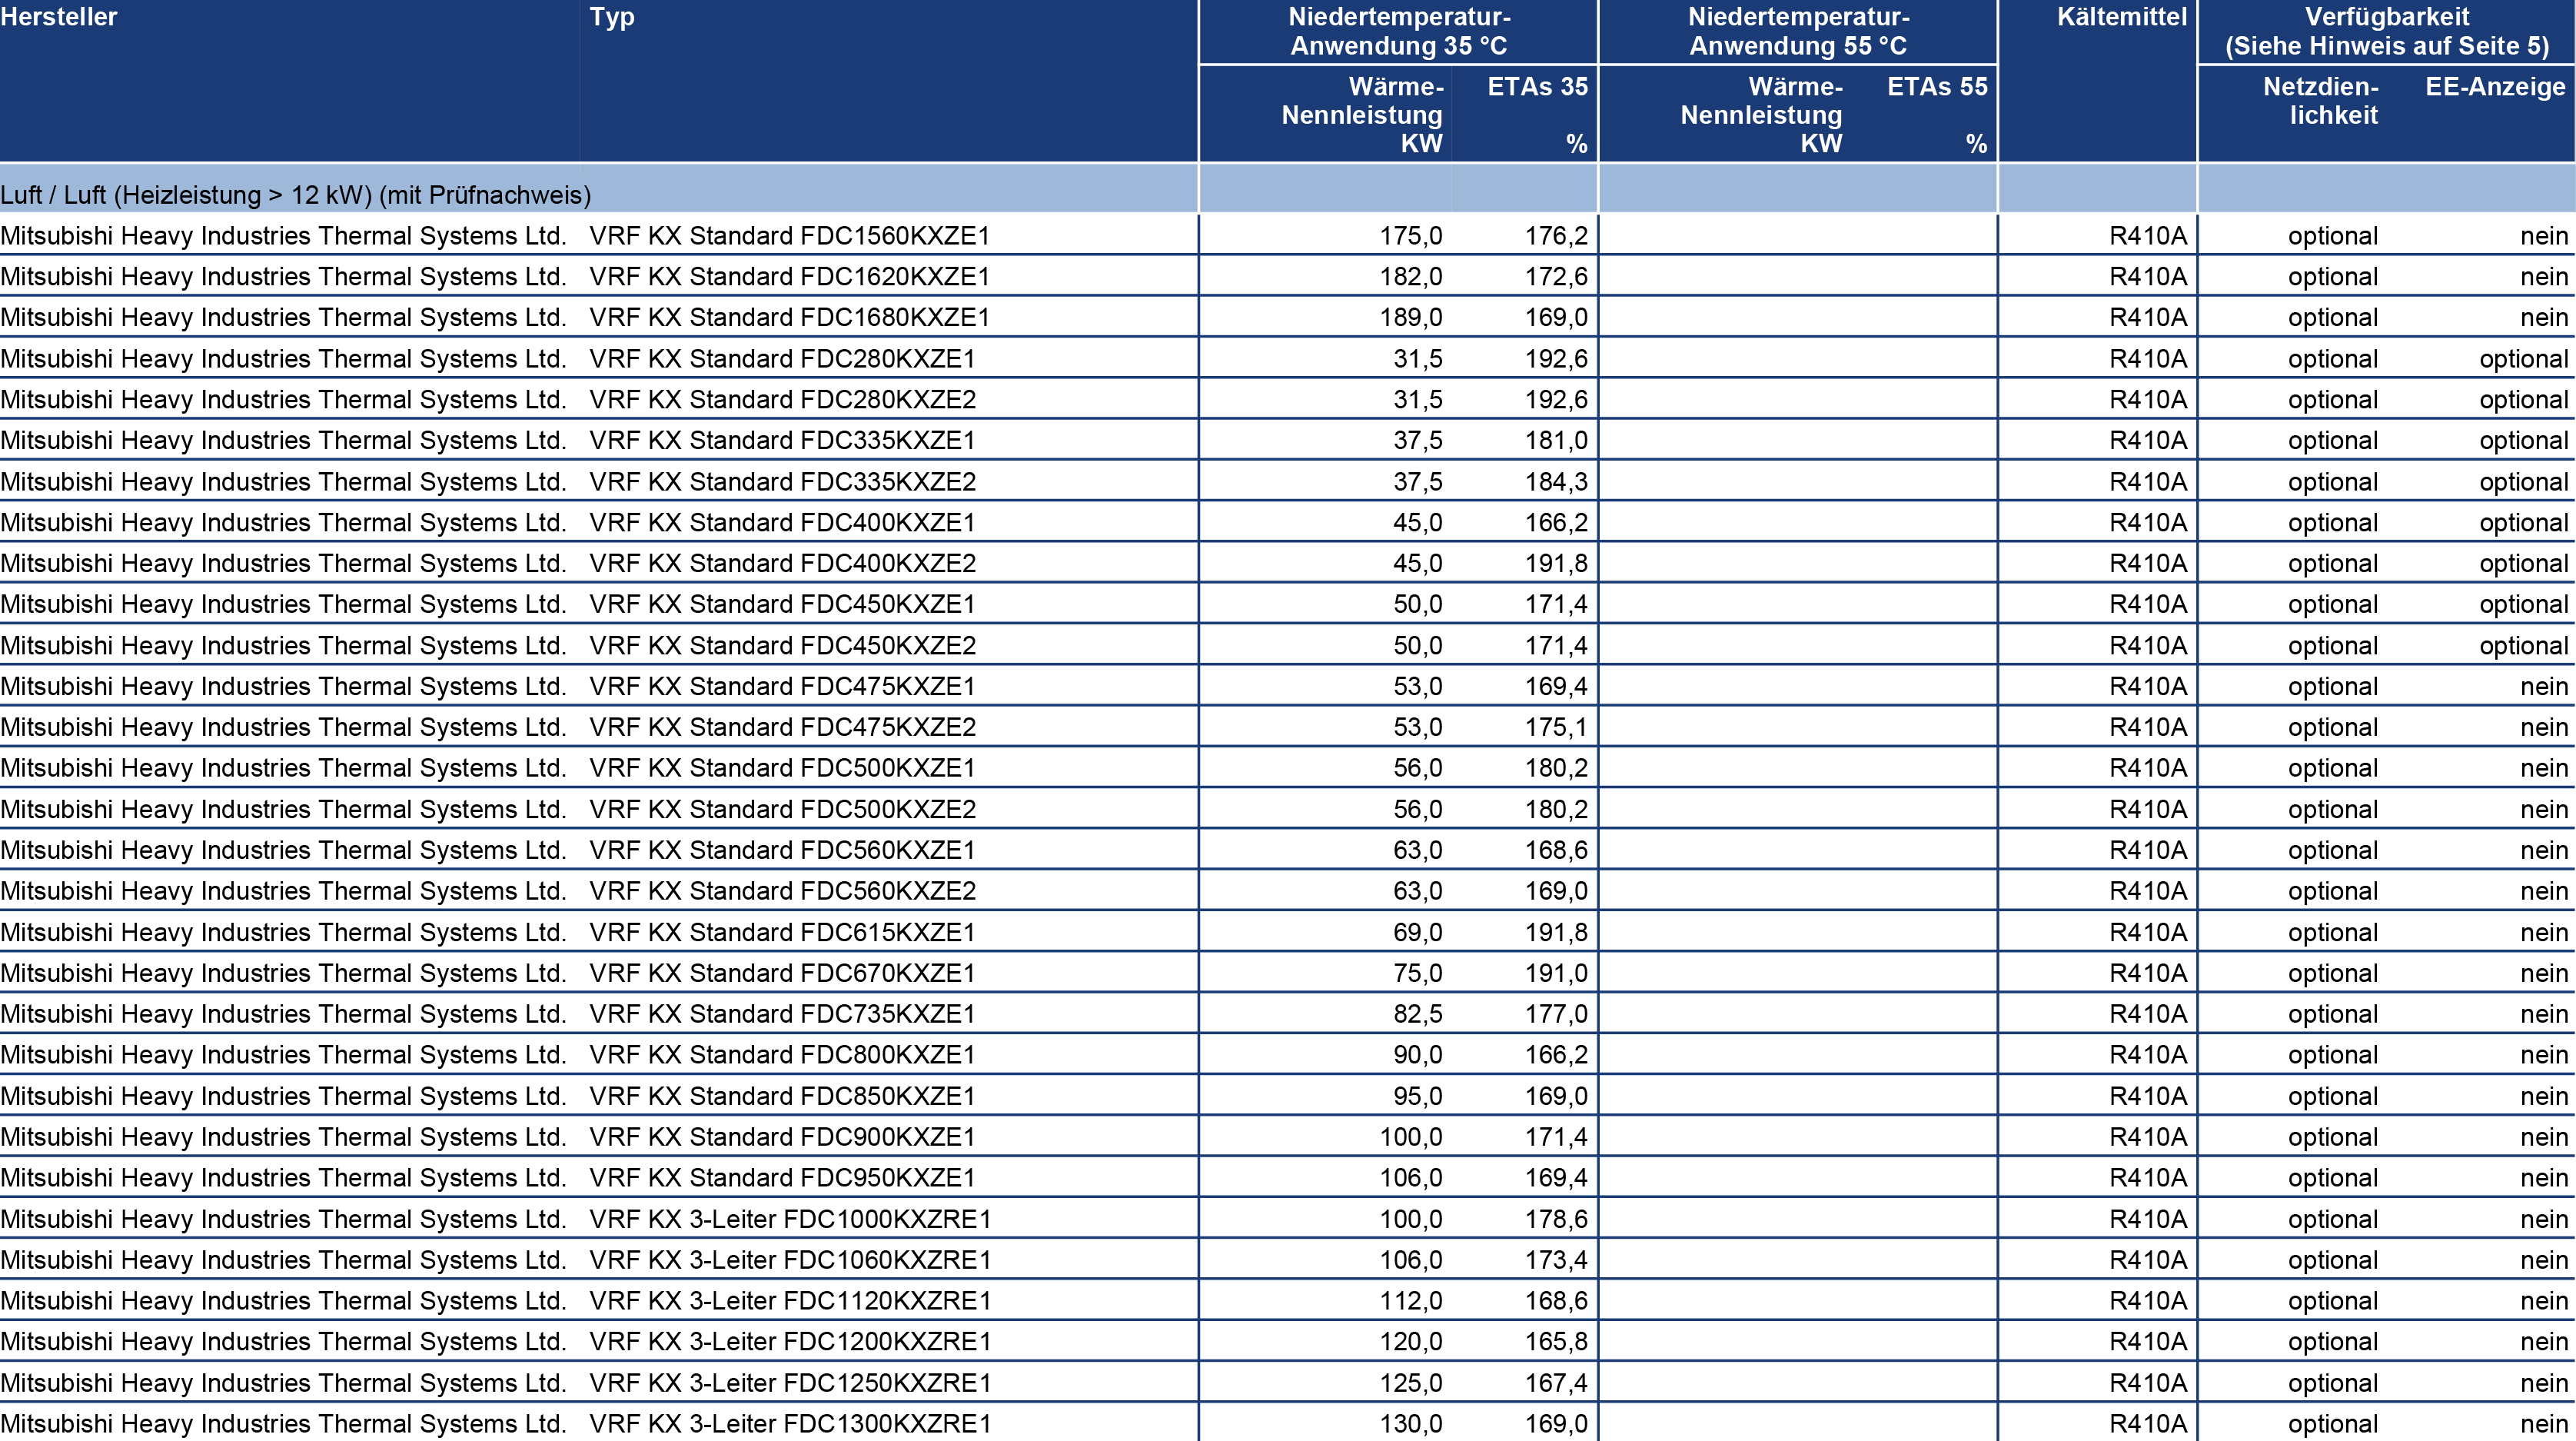 Hersteller Typ Niedertemperatur-Anwendung 35 °C Niedertemperatur-Anwendung 55 °C Kältemittel Verfügbarkeit (Siehe Hinweis auf Seite 5)
Wärme-Nennleistung KW ETAs 35 % Wärme-Nennleistung KW ETAs 55 % Netzdien-lichkeit EE-Anzeige
Luft / Luft (Heizleistung > 12 kW) (mit Prüfnachweis)
Mitsubishi Heavy Industries Thermal Systems Ltd. VRF KX Standard FDC1560KXZE1 175,0 176,2 R410A optional nein
Mitsubishi Heavy Industries Thermal Systems Ltd. VRF KX Standard FDC1620KXZE1 182,0 172,6 R410A optional nein
Mitsubishi Heavy Industries Thermal Systems Ltd. VRF KX Standard FDC1680KXZE1 189,0 169,0 R410A optional nein
Mitsubishi Heavy Industries Thermal Systems Ltd. VRF KX Standard FDC280KXZE1 31,5 192,6 R410A optional optional
Mitsubishi Heavy Industries Thermal Systems Ltd. VRF KX Standard FDC280KXZE2 31,5 192,6 R410A optional optional
Mitsubishi Heavy Industries Thermal Systems Ltd. VRF KX Standard FDC335KXZE1 37,5 181,0 R410A optional optional
Mitsubishi Heavy Industries Thermal Systems Ltd. VRF KX Standard FDC335KXZE2 37,5 184,3 R410A optional optional
Mitsubishi Heavy Industries Thermal Systems Ltd. VRF KX Standard FDC400KXZE1 45,0 166,2 R410A optional optional
Mitsubishi Heavy Industries Thermal Systems Ltd. VRF KX Standard FDC400KXZE2 45,0 191,8 R410A optional optional
Mitsubishi Heavy Industries Thermal Systems Ltd. VRF KX Standard FDC450KXZE1 50,0 171,4 R410A optional optional
Mitsubishi Heavy Industries Thermal Systems Ltd. VRF KX Standard FDC450KXZE2 50,0 171,4 R410A optional optional
Mitsubishi Heavy Industries Thermal Systems Ltd. VRF KX Standard FDC475KXZE1 53,0 169,4 R410A optional nein
Mitsubishi Heavy Industries Thermal Systems Ltd. VRF KX Standard FDC475KXZE2 53,0 175,1 R410A optional nein
Mitsubishi Heavy Industries Thermal Systems Ltd. VRF KX Standard FDC500KXZE1 56,0 180,2 R410A optional nein
Mitsubishi Heavy Industries Thermal Systems Ltd. VRF KX Standard FDC500KXZE2 56,0 180,2 R410A optional nein
Mitsubishi Heavy Industries Thermal Systems Ltd. VRF KX Standard FDC560KXZE1 63,0 168,6 R410A optional nein
Mitsubishi Heavy Industries Thermal Systems Ltd. VRF KX Standard FDC560KXZE2 63,0 169,0 R410A optional nein
Mitsubishi Heavy Industries Thermal Systems Ltd. VRF KX Standard FDC615KXZE1 69,0 191,8 R410A optional nein
Mitsubishi Heavy Industries Thermal Systems Ltd. VRF KX Standard FDC670KXZE1 75,0 191,0 R410A optional nein
Mitsubishi Heavy Industries Thermal Systems Ltd. VRF KX Standard FDC735KXZE1 82,5 177,0 R410A optional nein
Mitsubishi Heavy Industries Thermal Systems Ltd. VRF KX Standard FDC800KXZE1 90,0 166,2 R410A optional nein
Mitsubishi Heavy Industries Thermal Systems Ltd. VRF KX Standard FDC850KXZE1 95,0 169,0 R410A optional nein
Mitsubishi Heavy Industries Thermal Systems Ltd. VRF KX Standard FDC900KXZE1 100,0 171,4 R410A optional nein
Mitsubishi Heavy Industries Thermal Systems Ltd. VRF KX Standard FDC950KXZE1 106,0 169,4 R410A optional nein
Mitsubishi Heavy Industries Thermal Systems Ltd. VRF KX 3-Leiter FDC1000KXZRE1 100,0 178,6 R410A optional nein
Mitsubishi Heavy Industries Thermal Systems Ltd. VRF KX 3-Leiter FDC1060KXZRE1 106,0 173,4 R410A optional nein
Mitsubishi Heavy Industries Thermal Systems Ltd. VRF KX 3-Leiter FDC1120KXZRE1 112,0 168,6 R410A optional nein
Mitsubishi Heavy Industries Thermal Systems Ltd. VRF KX 3-Leiter FDC1200KXZRE1 120,0 165,8 R410A optional nein
Mitsubishi Heavy Industries Thermal Systems Ltd. VRF KX 3-Leiter FDC1250KXZRE1 125,0 167,4 R410A optional nein
Mitsubishi Heavy Industries Thermal Systems Ltd. VRF KX 3-Leiter FDC1300KXZRE1 130,0 169,0 R410A optional nein